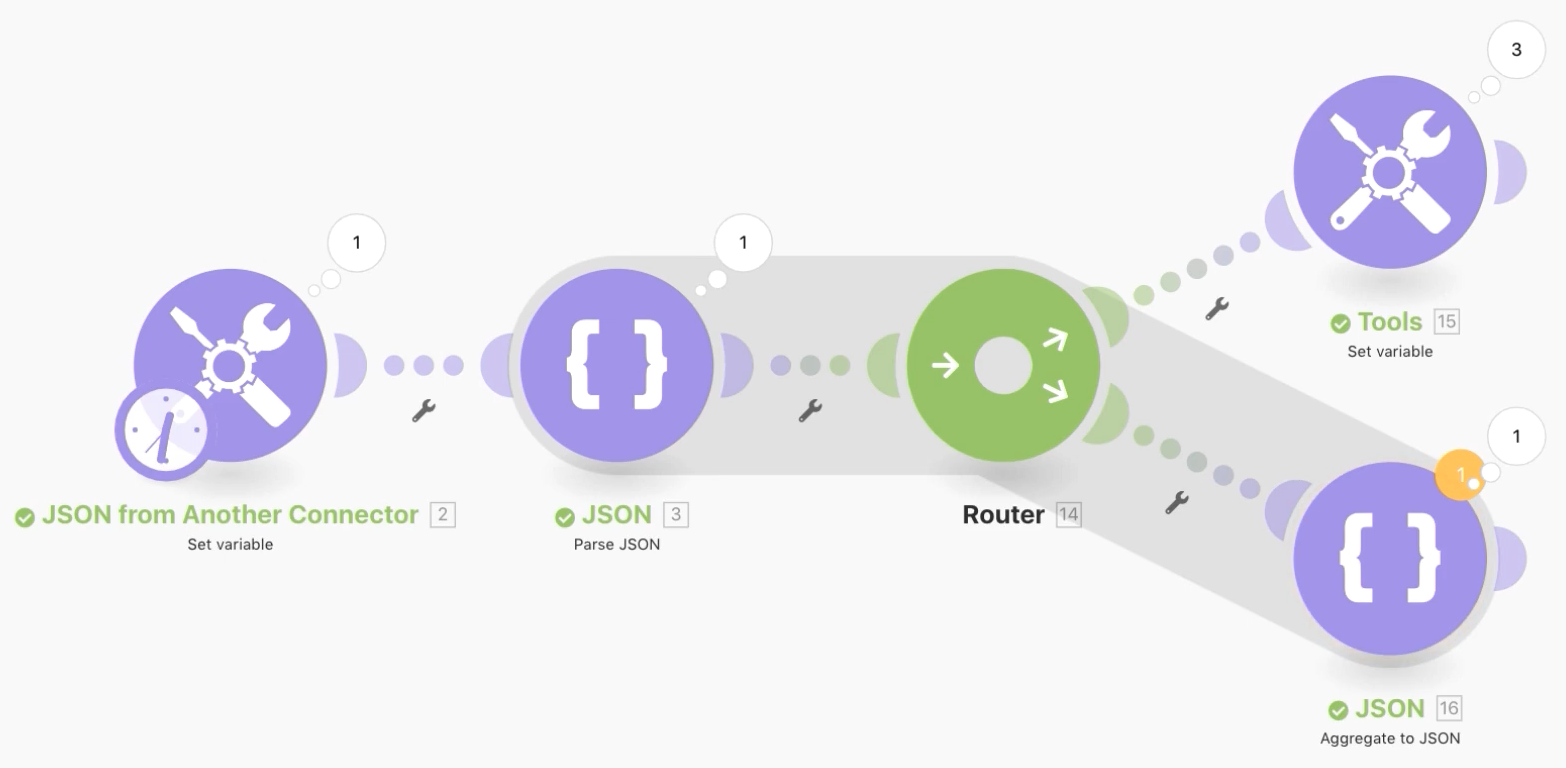 3
1
1
Tools 15
Set variable
1
1
JSON from Another Connector 2
Set variable
JSON 3
Parse JSON
Router 14
JSON 16
Aggregate to JSON